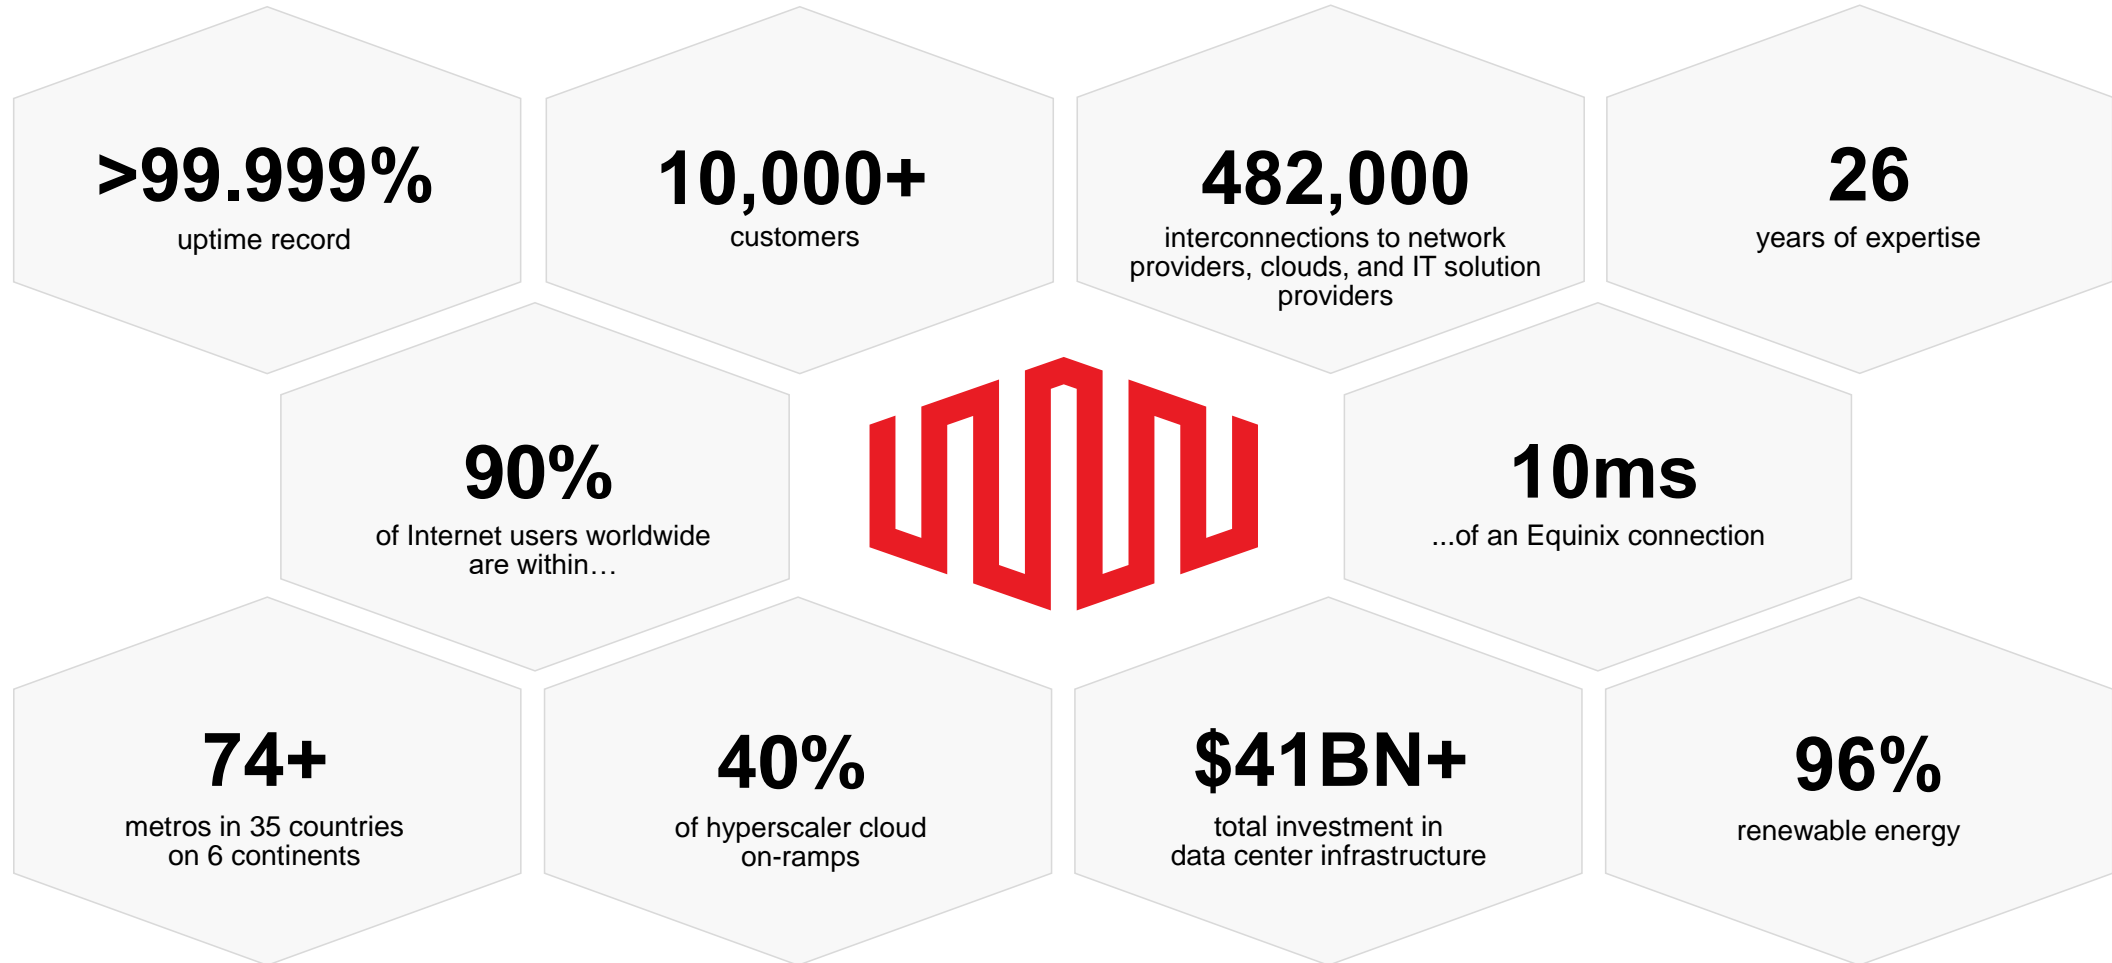 >99.999%
uptime record
10,000+
customers
482,000
interconnections to network
providers, clouds, and IT solution
providers
26
years of expertise
90%
of Internet users worldwide
are within…
10ms
...of an Equinix connection
74+
metros in 35 countries
on 6 continents
40%
of hyperscaler cloud
on-ramps
$41BN+
total investment in
data center infrastructure
96%
renewable energy